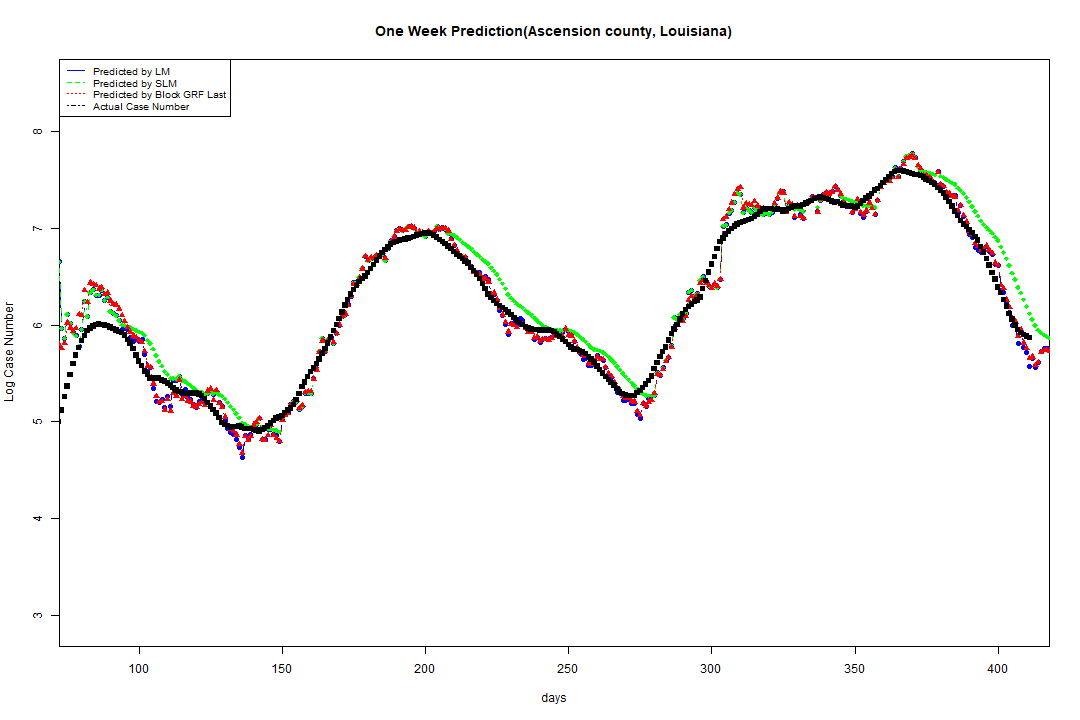 One Week Prediction(Ascension county, Louisiana)
Predicted by LM
Predicted by SLM
Predicted by Block GRF Last
Actual Case Number
8
7
6
5
4
3
Log Case Number
100 150 200 250 300 350 400
days